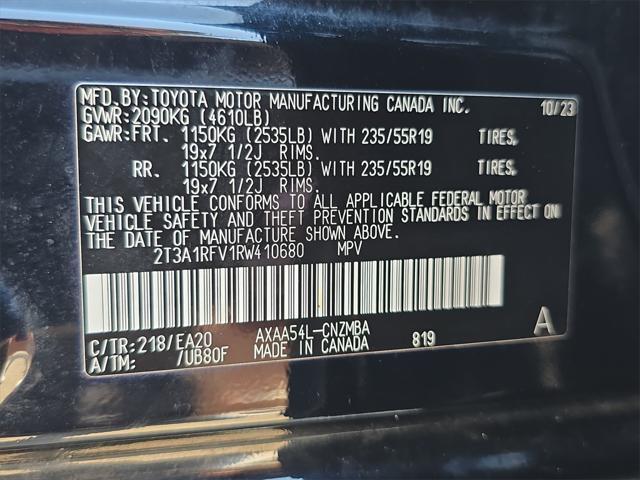 MFD.BY:TOYOTA MOTOR MANUFACTURING CANADA INC. 10/23
GVWR:2090KG (4610LB)
GAWR:FRT. 1150KG (2535LB) WITH 235/55R19 TIRES.
19x7 1/2J RIMS.
RR. 1150KG (2535LB) WITH 235/55R19 TIRES.
19x7 1/2J RIMS.
THIS VEHICLE CONFORMS TO ALL APPLICABLE FEDERAL MOTOR
VEHICLE SAFETY AND THEFT PREVENTION STANDARDS IN EFFECT ON
THE DATE OF MANUFACTURE SHOWN ABOVE.
2T3A1RFV1RW410680 MPV
C/TR:218/EA20 AXAA54L-CNZMBA A
A/TM: /UB80F MADE IN CANADA 819